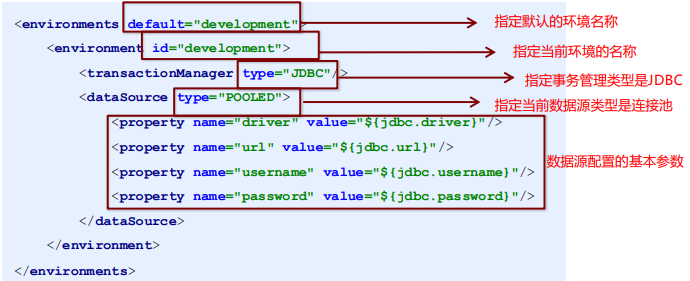 <environments default="development">
指定默认的环境名称
<environment id="development">
指定当前环境的名称
<transactionManager type="JDBC"/>
指定事务管理类型是JDBC
<dataSource type="POOLED">
指定当前数据源类型是连接池
<property name="driver" value="${jdbc.driver}"/>
<property name="url" value="${jdbc.url}"/>
数据源配置的基本参数
<property name="username" value="${jdbc.username}"/>
<property name="password" value="${jdbc.password}"/>
</dataSource>
</environment>
</environments>